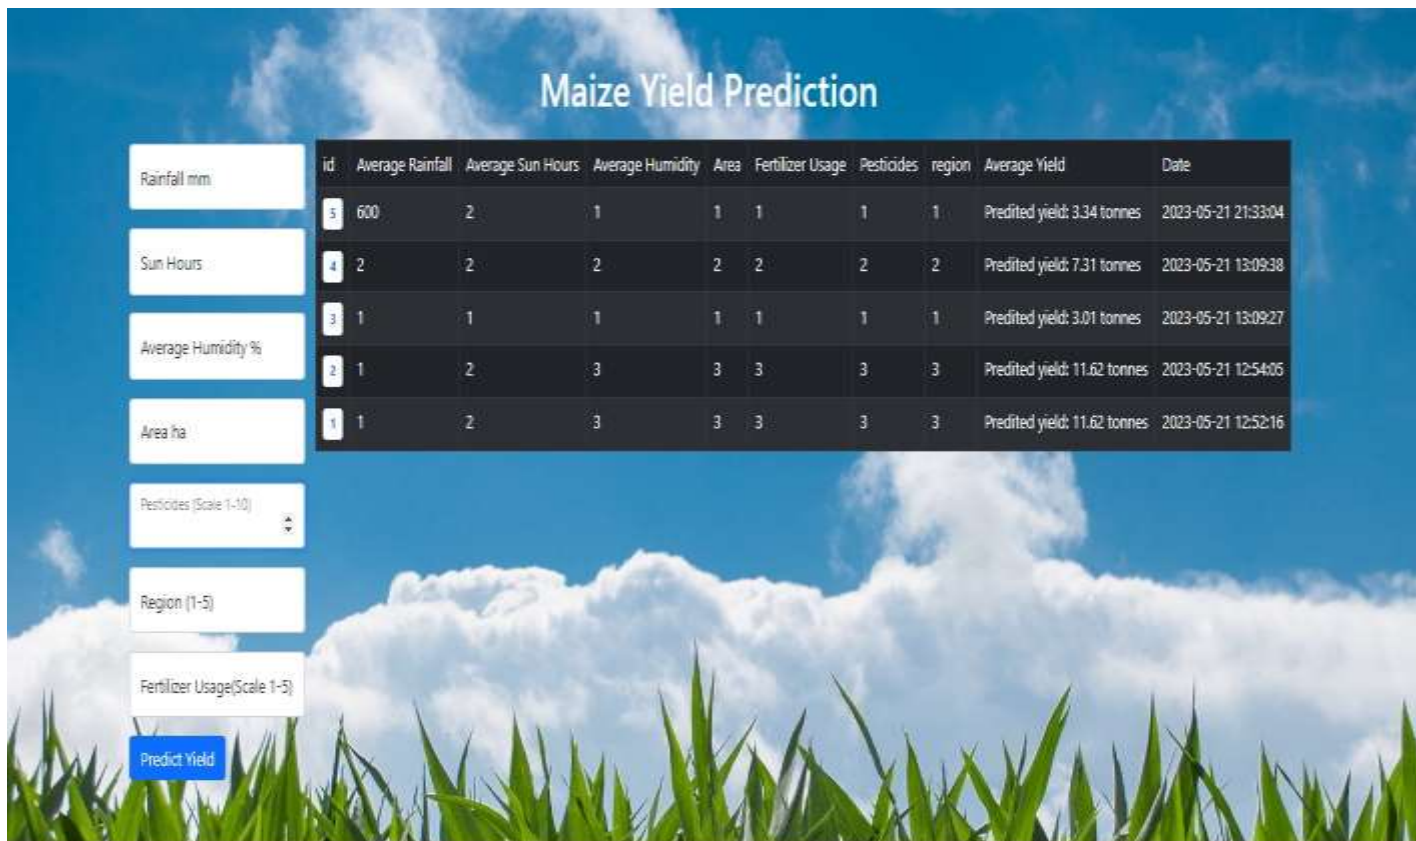 Maize Yield Prediction
Rainfall mm
Sun Hours
Average Humidity %
Area ha
Pesticides (Scale 1-10)
Region (1-5)
Fertilizer Usage(Scale 1-5)
Predict Yield
id Average Rainfall Average Sun Hours Average Humidity Area Fertilizer Usage Pesticides region Average Yield Date
5 600 2 1 1 1 1 1 Predited yield: 3.34 tonnes 2023-05-21 21:33:04
4 2 2 2 2 2 2 2 Predited yield: 7.31 tonnes 2023-05-21 13:09:38
3 1 1 1 1 1 1 1 Predited yield: 3.01 tonnes 2023-05-21 13:09:27
2 1 2 3 3 3 3 3 Predited yield: 11.62 tonnes 2023-05-21 12:54:05
1 1 2 3 3 3 3 3 Predited yield: 11.62 tonnes 2023-05-21 12:52:16